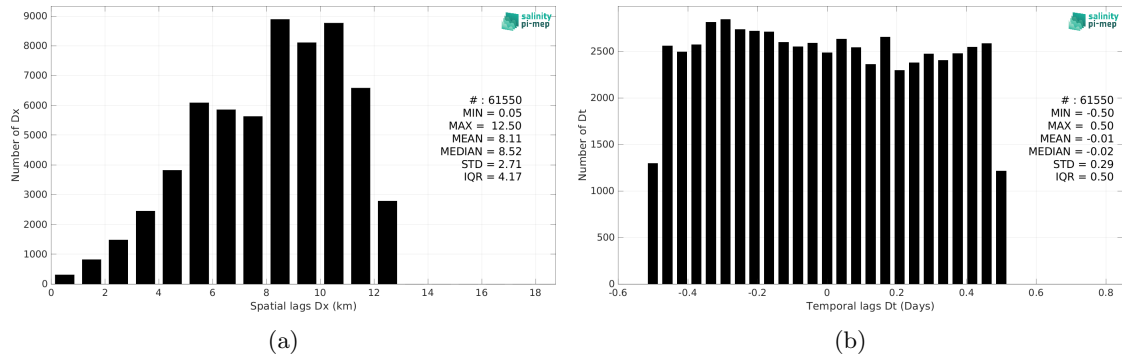 9000
8000
7000
6000
5000
4000
3000
2000
1000
0
Number of Dx
0 2 4 6 8 10 12 14 16 18
Spatial lags Dx (km)
salinity
pi-mep
# : 61550
MIN = 0.05
MAX = 12.50
MEAN = 8.11
MEDIAN = 8.52
STD = 2.71
IQR = 4.17
(a)
2500
2000
1500
1000
500
0
Number of Dt
-0.6 -0.4 -0.2 0 0.2 0.4 0.6 0.8
Temporal lags Dt (Days)
salinity
pi-mep
# : 61550
MIN = -0.50
MAX = 0.50
MEAN = -0.01
MEDIAN = -0.02
STD = 0.29
IQR = 0.50
(b)